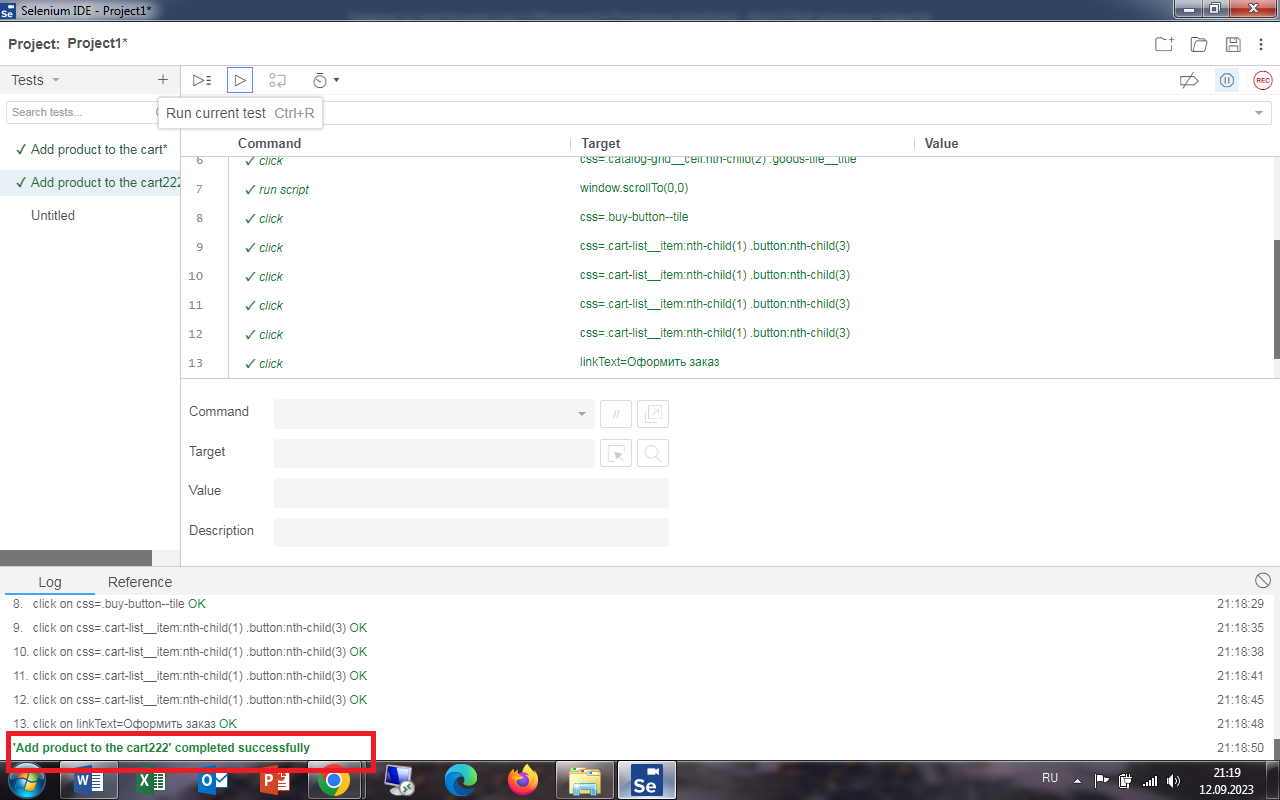 Selenium IDE - Project1*
Project: Project1*
Tests
REC
Search tests...
Run current test Ctrl+R
Command Target Value
Add product to the cart*
Add product to the cart222
Untitled
6 click css=.catalog-grid__cell:nth-child(2) .goods-tile__title
7 run script window.scrollTo(0,0)
8 click css=.buy-button--tile
9 click css=.cart-list__item:nth-child(1) .button:nth-child(3)
10 click css=.cart-list__item:nth-child(1) .button:nth-child(3)
11 click css=.cart-list__item:nth-child(1) .button:nth-child(3)
12 click css=.cart-list__item:nth-child(1) .button:nth-child(3)
13 click linkText=Оформить заказ
Command //
Target
Value
Description
Log Reference
8. click on css=.buy-button--tile OK 21:18:29
9. click on css=.cart-list__item:nth-child(1) .button:nth-child(3) OK 21:18:35
10. click on css=.cart-list__item:nth-child(1) .button:nth-child(3) OK 21:18:38
11. click on css=.cart-list__item:nth-child(1) .button:nth-child(3) OK 21:18:41
12. click on css=.cart-list__item:nth-child(1) .button:nth-child(3) OK 21:18:45
13. click on linkText=Оформить заказ OK 21:18:48
'Add product to the cart222' completed successfully 21:18:50
RU 21:19
12.09.2023